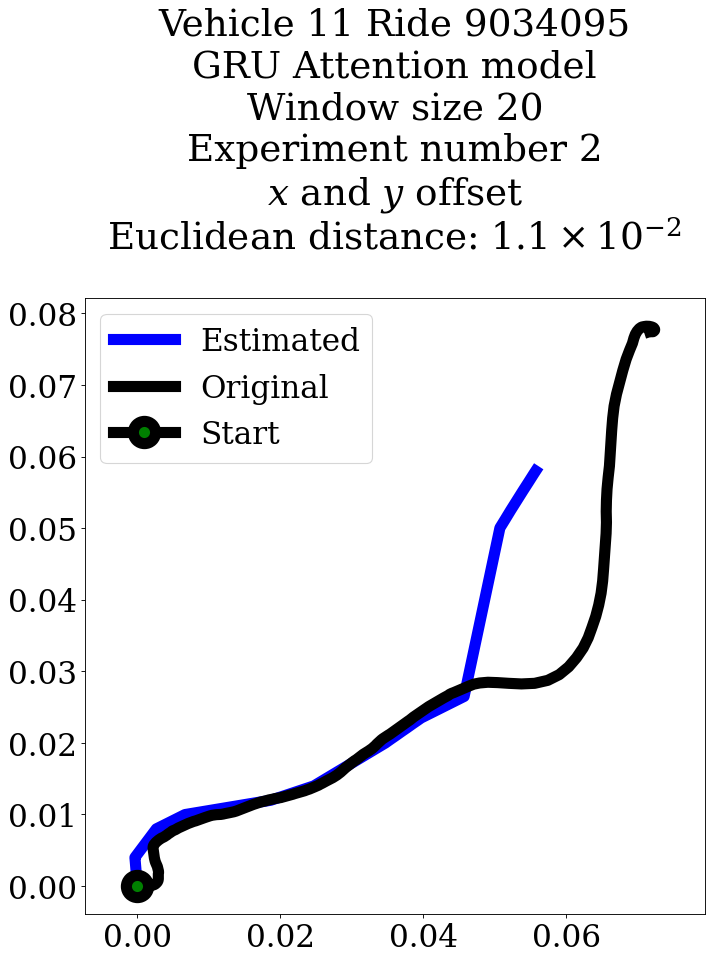 Vehicle 11 Ride 9034095
GRU Attention model
Window size 20
Experiment number 2
x and y offset
Euclidean distance: 1.1 × 10⁻²
Estimated
Original
Start
0.08
0.07
0.06
0.05
0.04
0.03
0.02
0.01
0.00
0.00 0.02 0.04 0.06